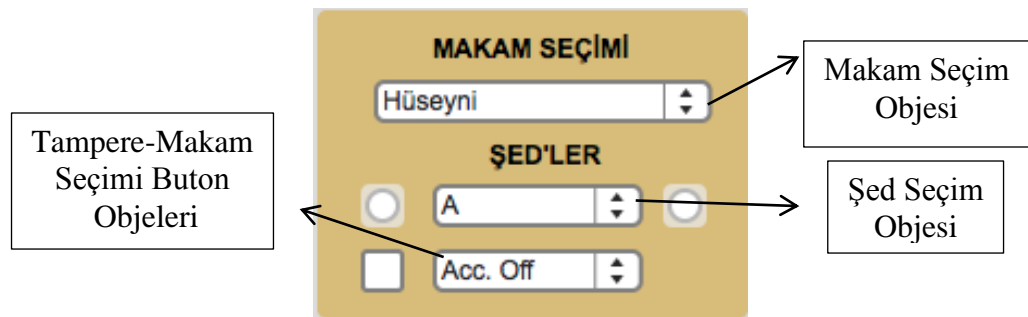 MAKAM SEÇİMİ
Hüseyni
Makam Seçim
Objesi
Tampere-Makam
Seçimi Buton
Objeleri
ŞED'LER
A
Şed Seçim
Objesi
Acc. Off